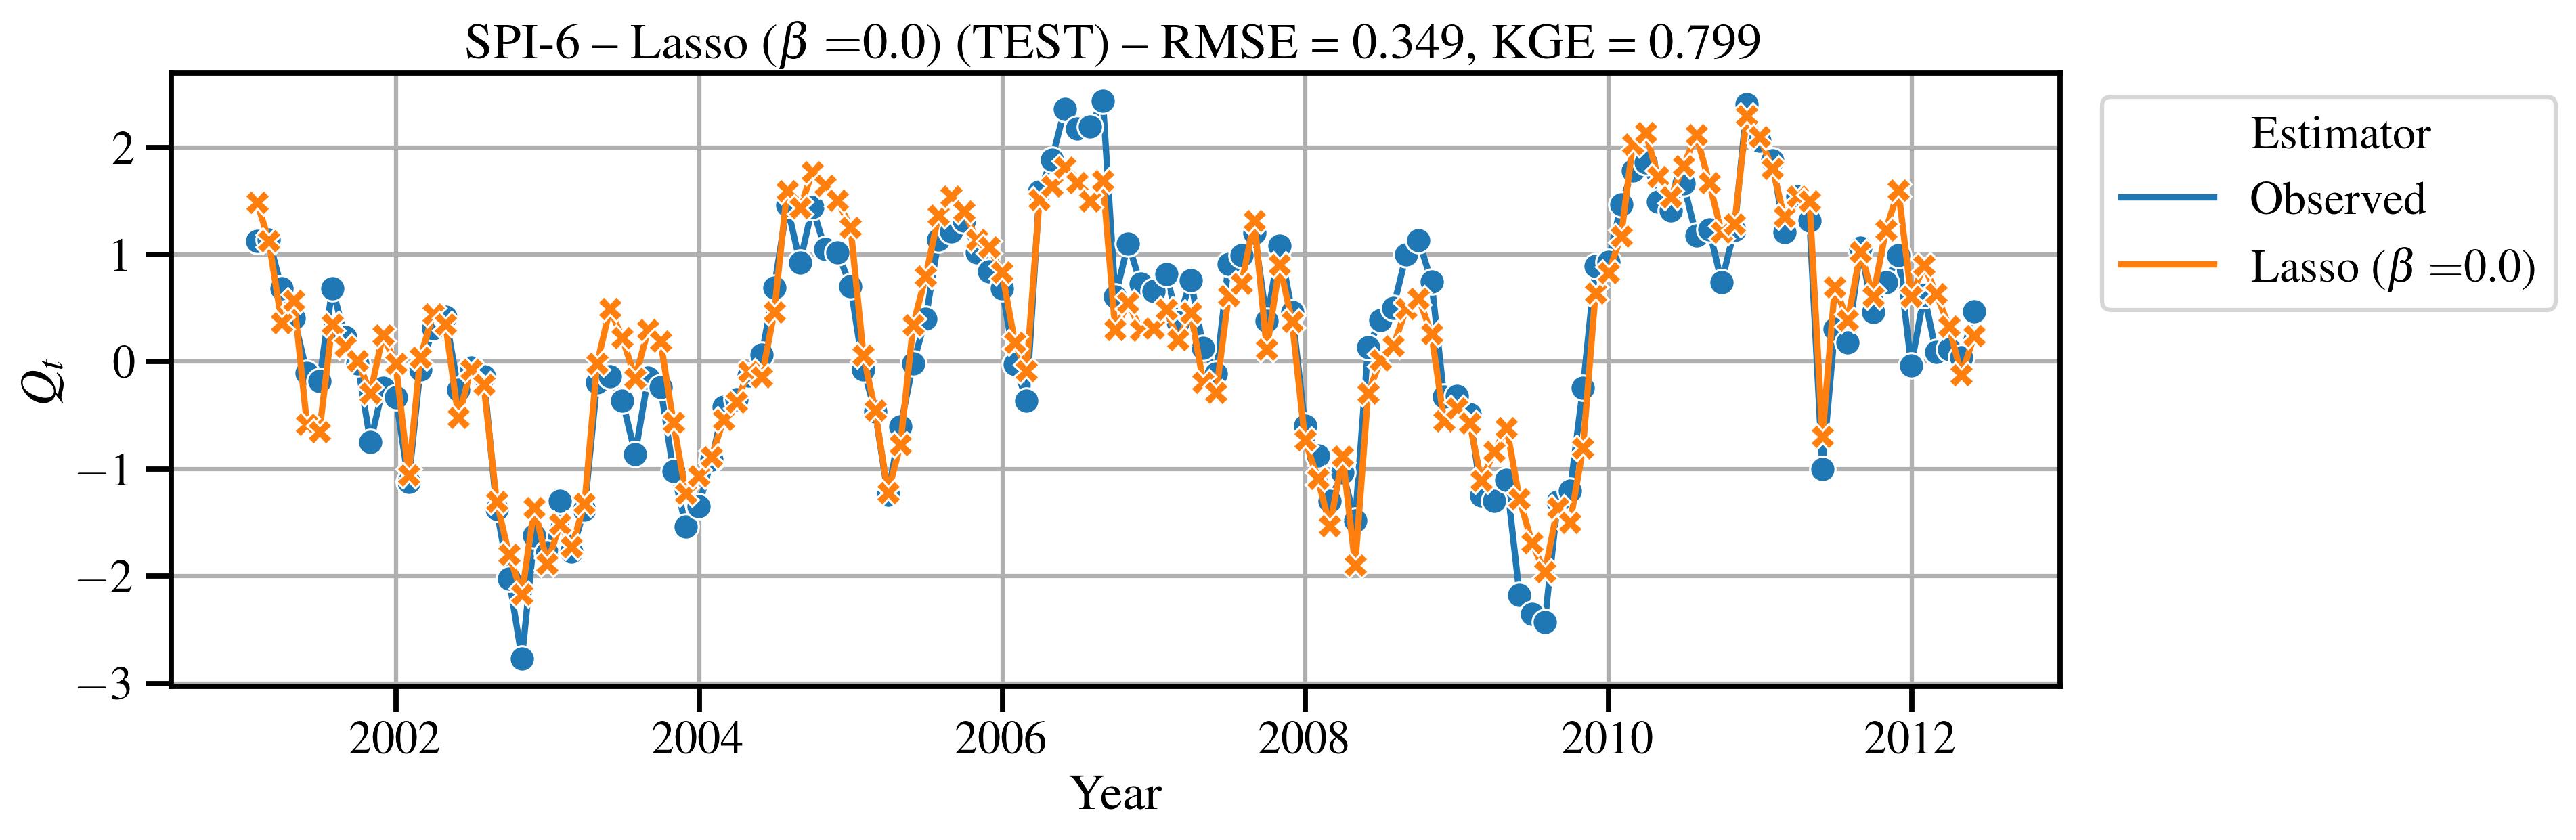 SPI-6 – Lasso (β =0.0) (TEST) – RMSE = 0.349, KGE = 0.799
Estimator
Observed
Lasso (β =0.0)
Q_t
2
1
0
−1
−2
−3
2002 2004 2006 2008 2010 2012
Year